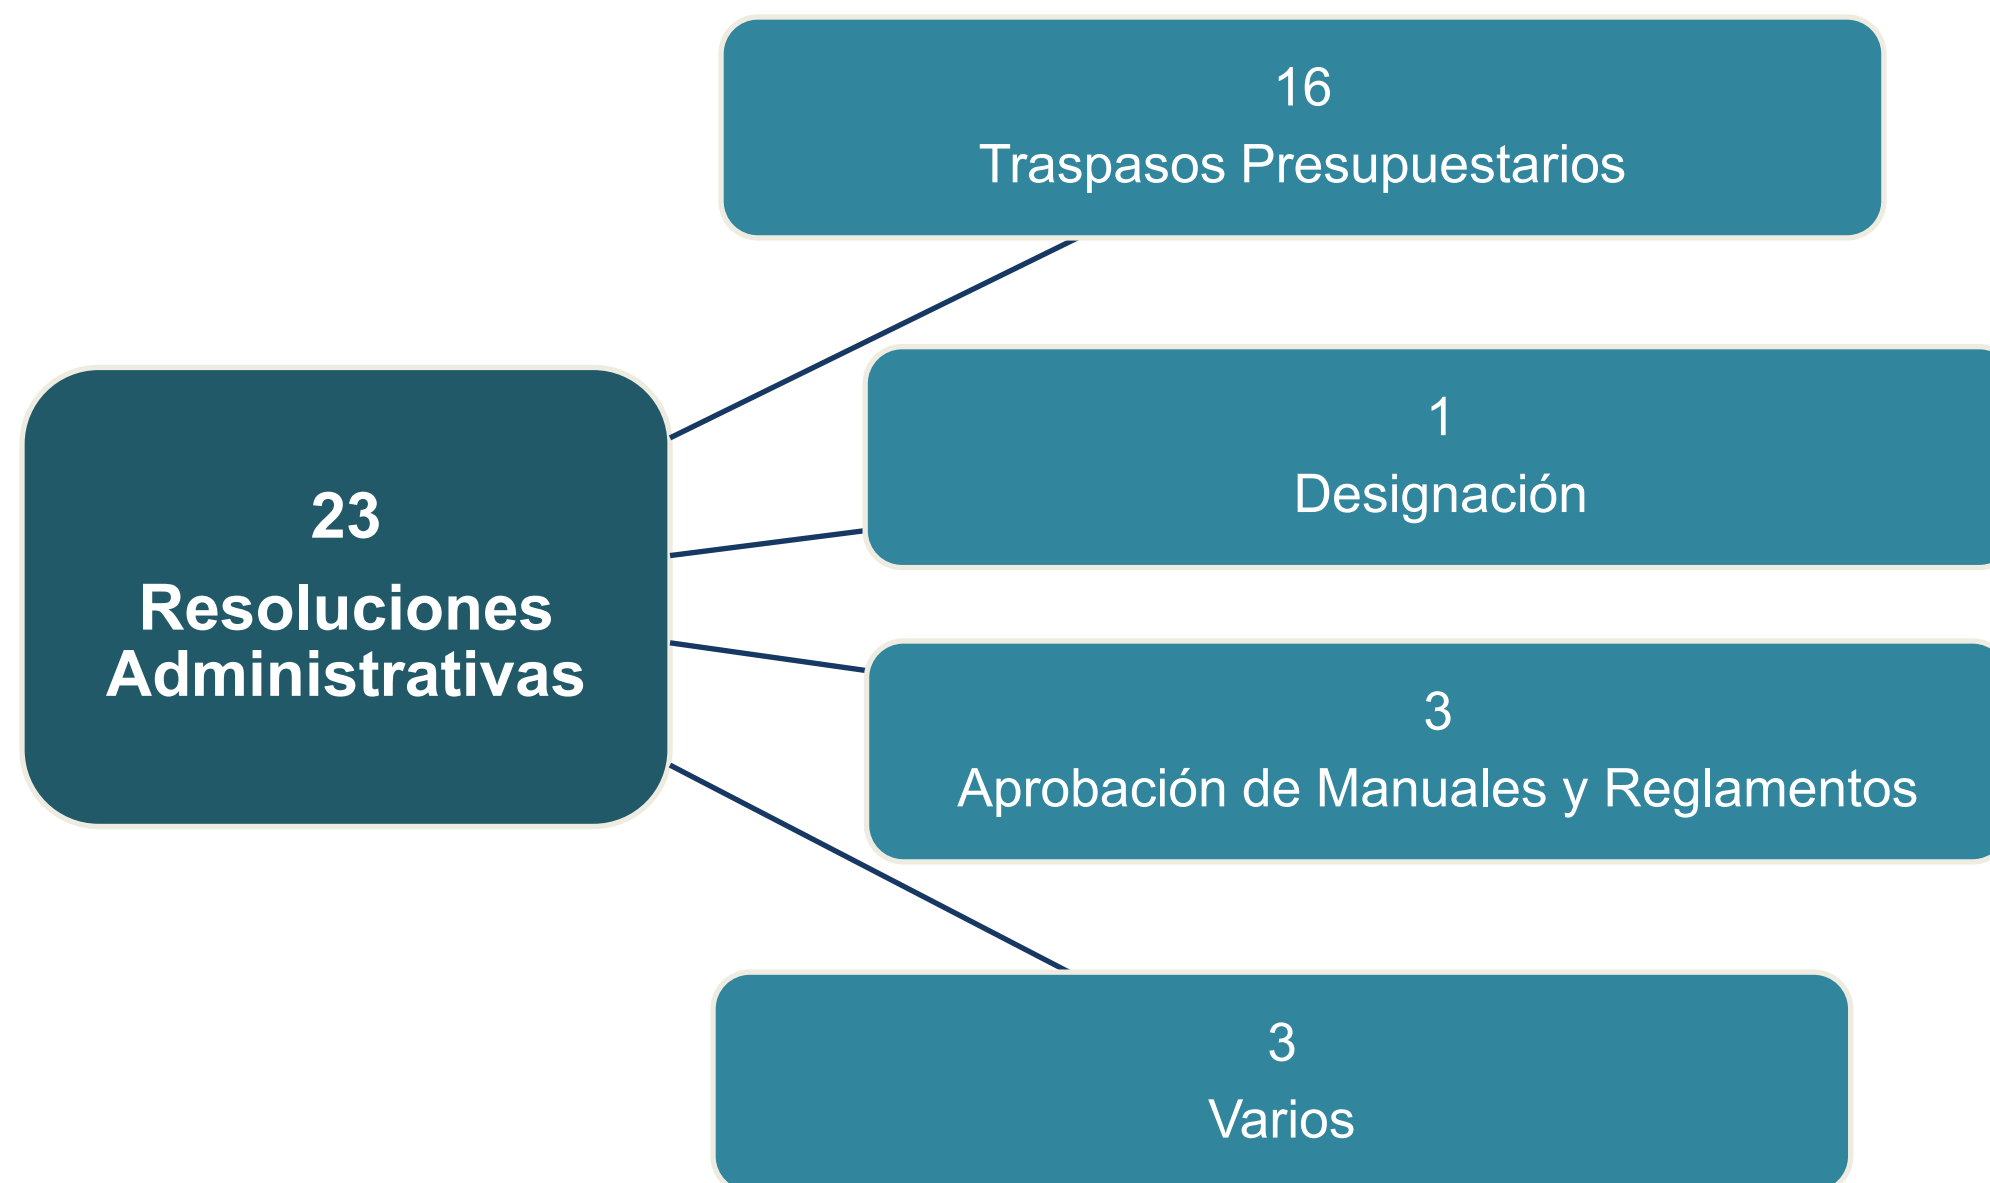 23
Resoluciones
Administrativas
16
Traspasos Presupuestarios
1
Designación
3
Aprobación de Manuales y Reglamentos
3
Varios